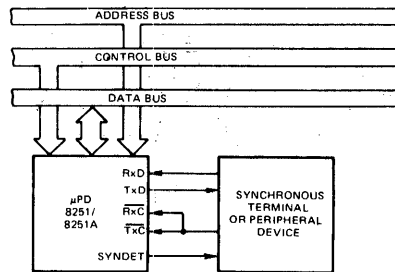 ADDRESS BUS
CONTROL BUS
DATA BUS
μPD
8251/
8251A
RxD
TxD
RxC
TxC
SYNDET
SYNCHRONOUS
TERMINAL
OR PERIPHERAL
DEVICE